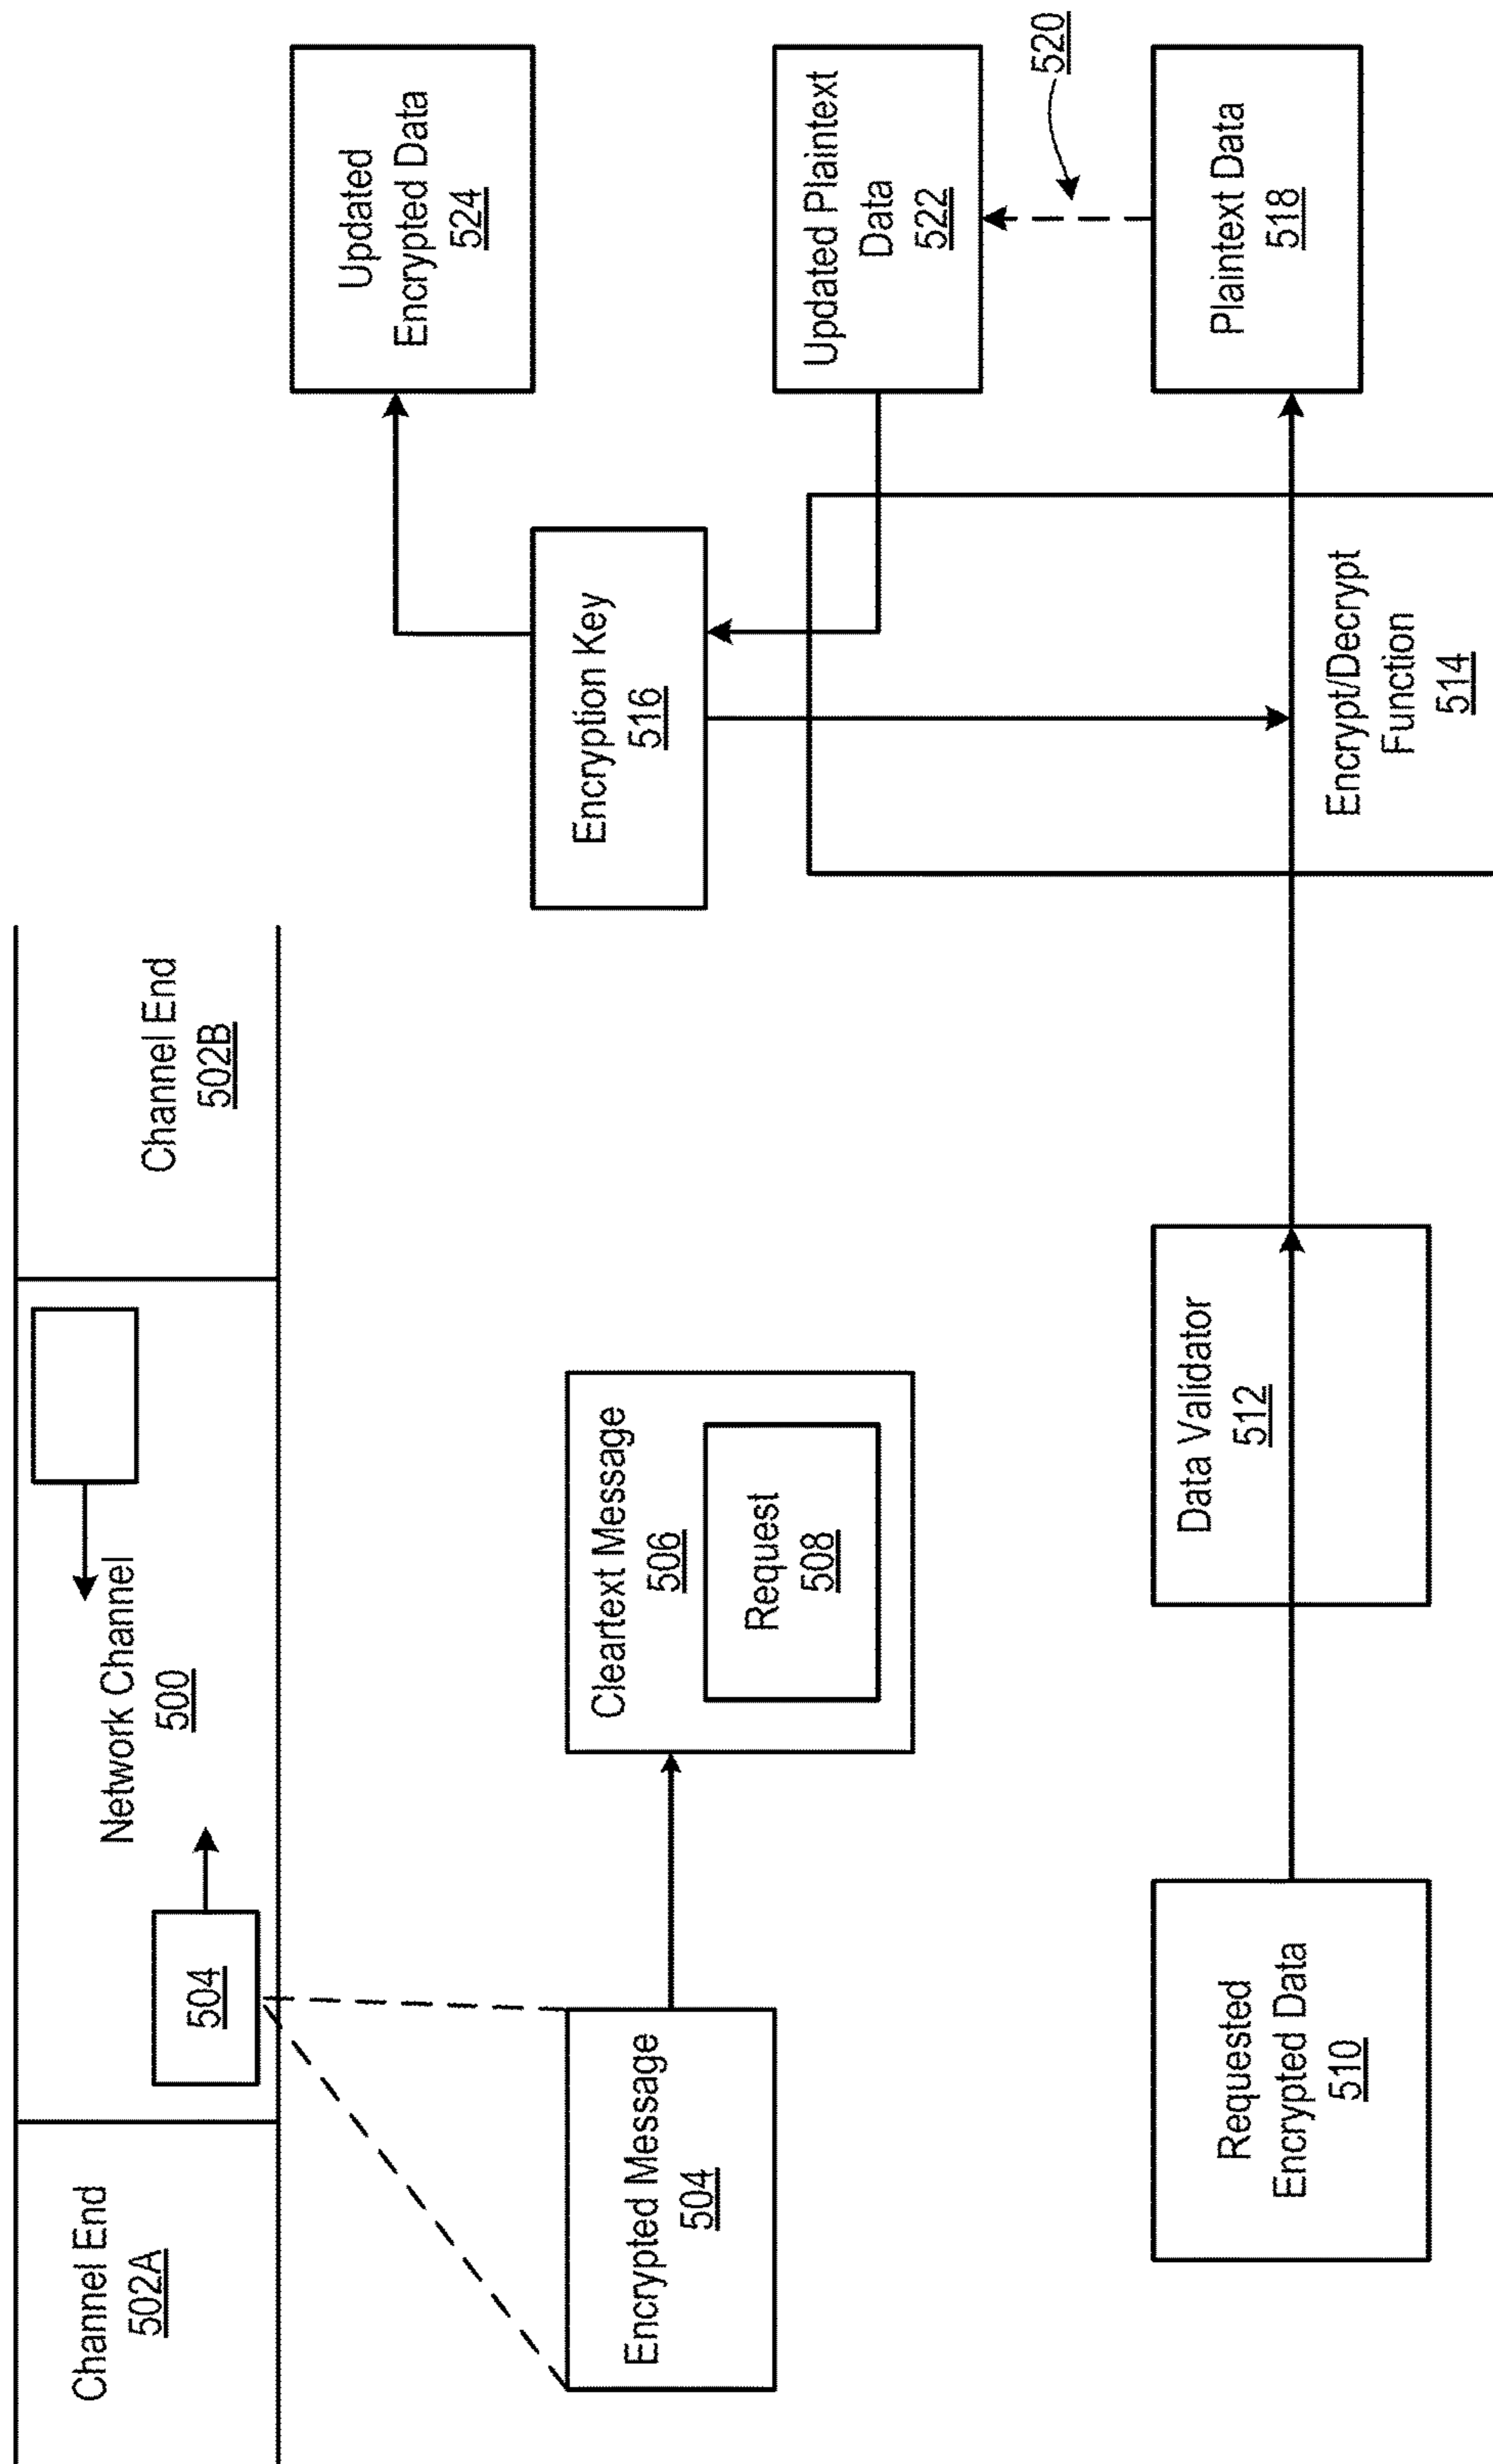 Channel End
502A
504
Network Channel
500
Channel End
502B
Encrypted Message
504
Cleartext Message
506
Request
508
Encryption Key
516
Updated
Encrypted Data
524
Requested
Encrypted Data
510
Data Validator
512
Encrypt/Decrypt
Function
514
Updated Plaintext
Data
522
520
Plaintext Data
518